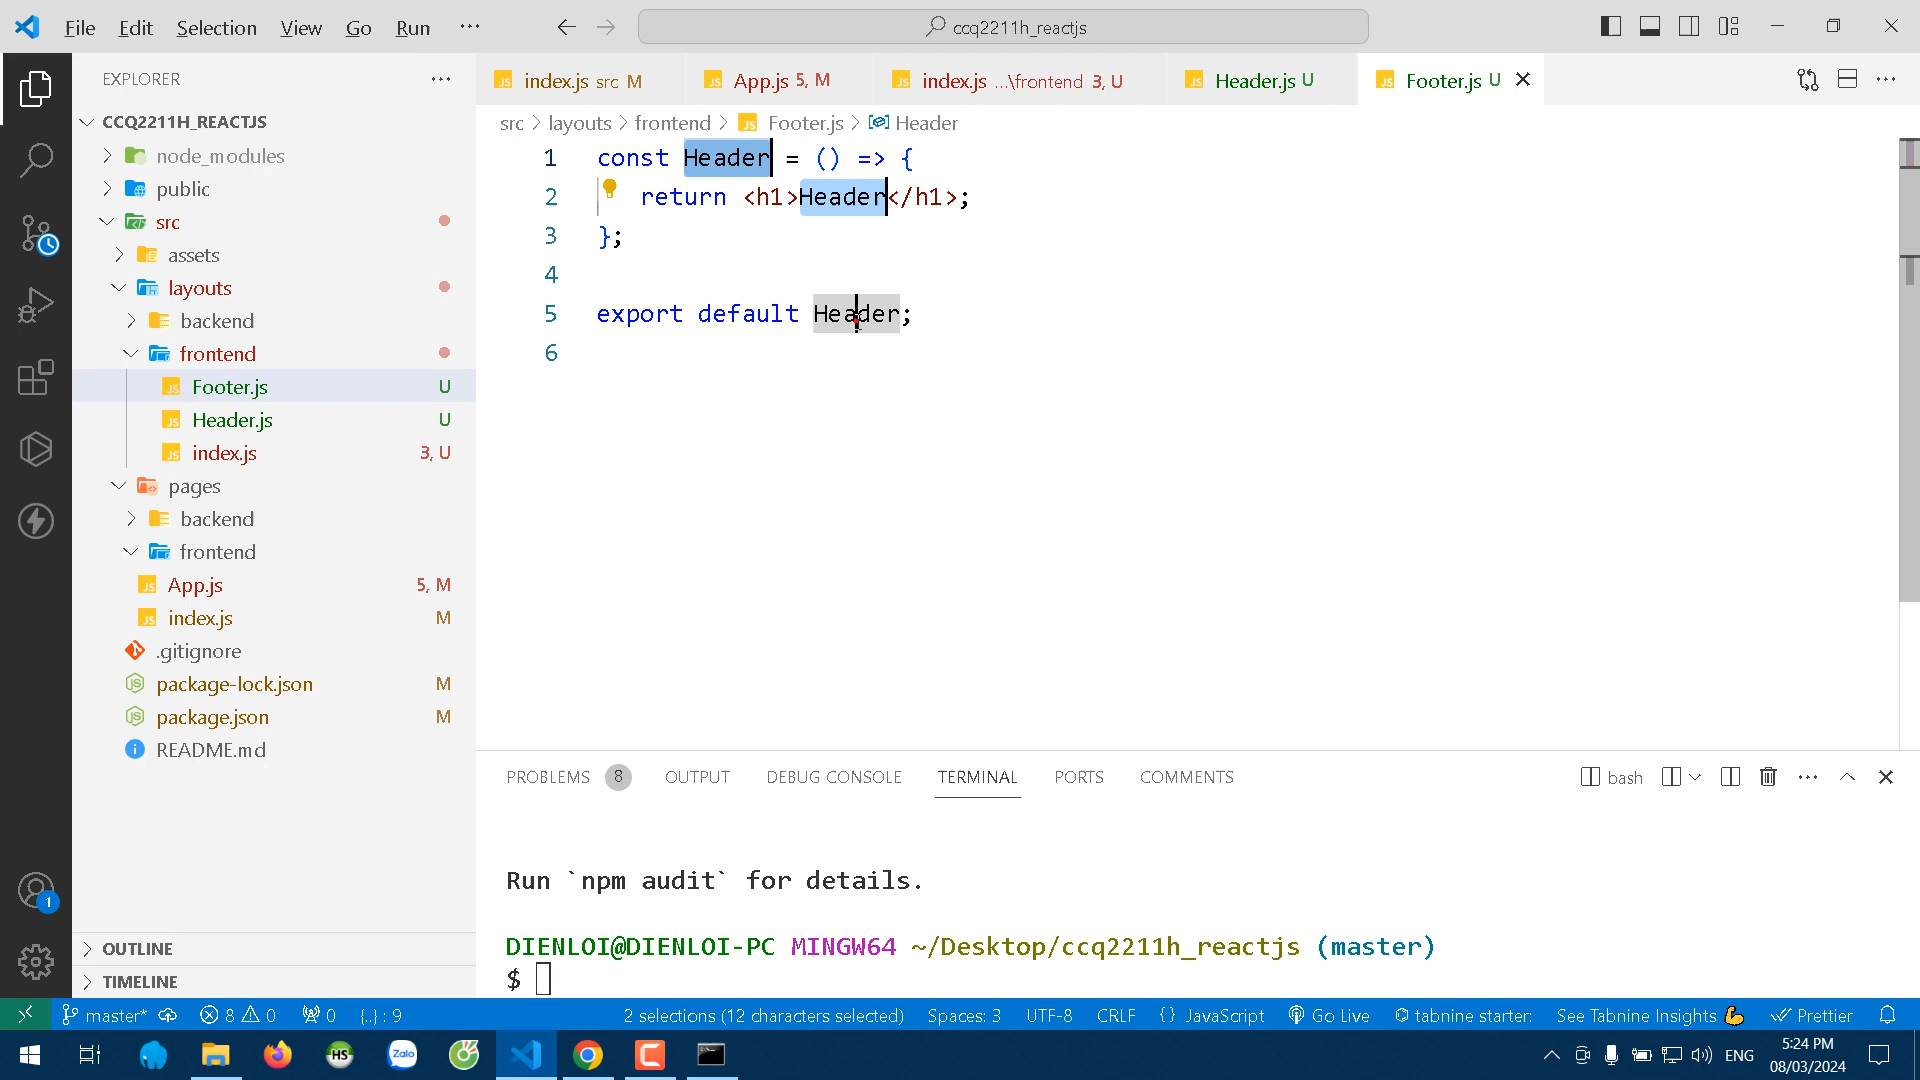 File Edit Selection View Go Run ··· ccq2211h_reactjs
EXPLORER ···
CCQ2211H_REACTJS
node_modules
public
src
assets
layouts
backend
frontend
Footer.js U
Header.js U
index.js 3, U
pages
backend
frontend
App.js 5, M
index.js M
.gitignore
package-lock.json M
package.json M
README.md
OUTLINE
TIMELINE
1
index.js src M App.js 5, M index.js ...\frontend 3, U Header.js U Footer.js U
src > layouts > frontend > Footer.js > Header
1 const Header = () => {
2 return <h1>Header</h1>;
3 };
4
5 export default Header;
6
PROBLEMS 8 OUTPUT DEBUG CONSOLE TERMINAL PORTS COMMENTS bash
Run `npm audit` for details.
DIENLOI@DIENLOI-PC MINGW64 ~/Desktop/ccq2211h_reactjs (master)
$
master* 8 0 0 {..} : 9 2 selections (12 characters selected) Spaces: 3 UTF-8 CRLF {} JavaScript Go Live tabnine starter: See Tabnine Insights 💪 Prettier
HS Zalo ENG 5:24 PM
08/03/2024